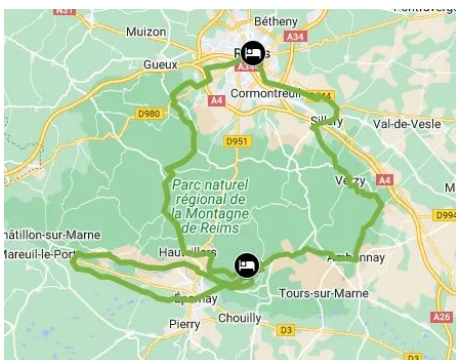 N31
Bétheny
Muizon
A34
Gueux
A4
Cormontreuil
D980
Sillery
Val-de-Vesle
D951
A4
Verzy
Parc naturel
régional de
la Montagne
de Reims
D994
Châtillon-sur-Marne
Mareuil-le-Port
Hautvillers
Ambonnay
Épernay
Tours-sur-Marne
Pierry
Chouilly
D3
D3
A26